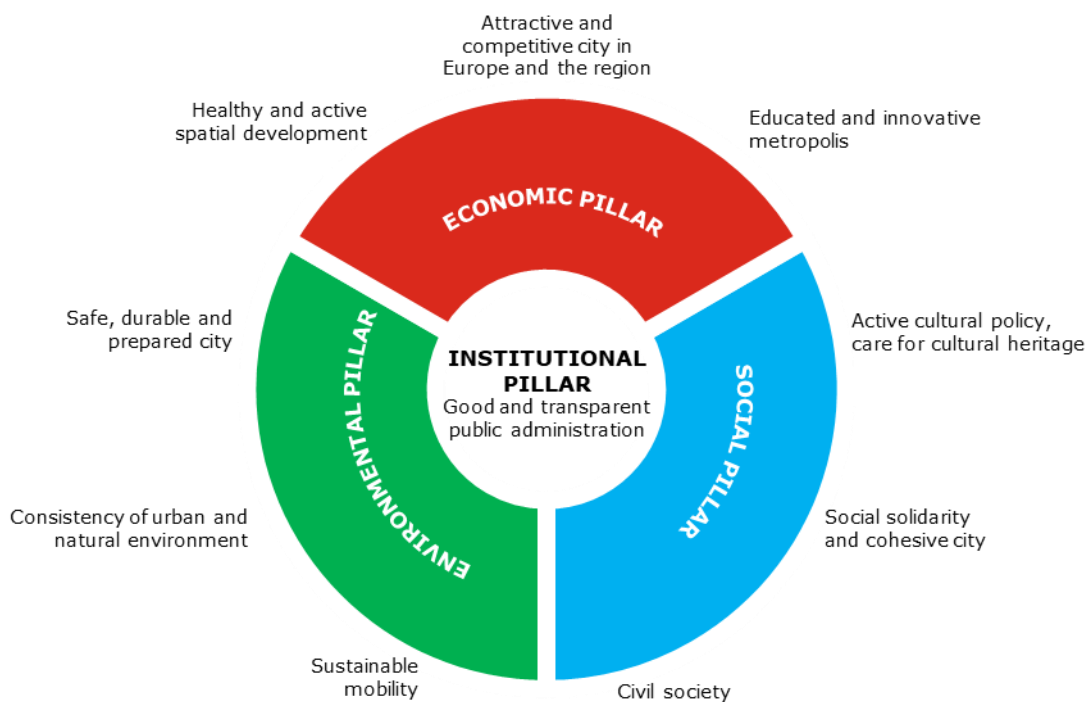 Attractive and
competitive city in
Europe and the region
Healthy and active
spatial development
Educated and innovative
metropolis
ECONOMIC PILLAR
Safe, durable and
prepared city
Active cultural policy,
care for cultural heritage
ENVIRONMENTAL PILLAR
INSTITUTIONAL
PILLAR
Good and transparent
public administration
SOCIAL PILLAR
Consistency of urban and
natural environment
Social solidarity
and cohesive city
Sustainable
mobility
Civil society